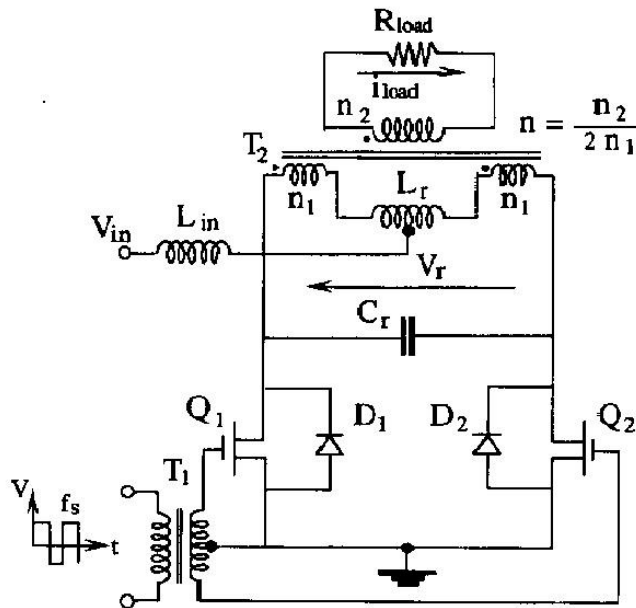 R_load
i_load
n_2
n = n_2 / 2 n_1
T_2
n_1
L_r
n_1
V_in
L_in
V_r
C_r
Q_1
D_1
D_2
Q_2
T_1
V
f_s
t